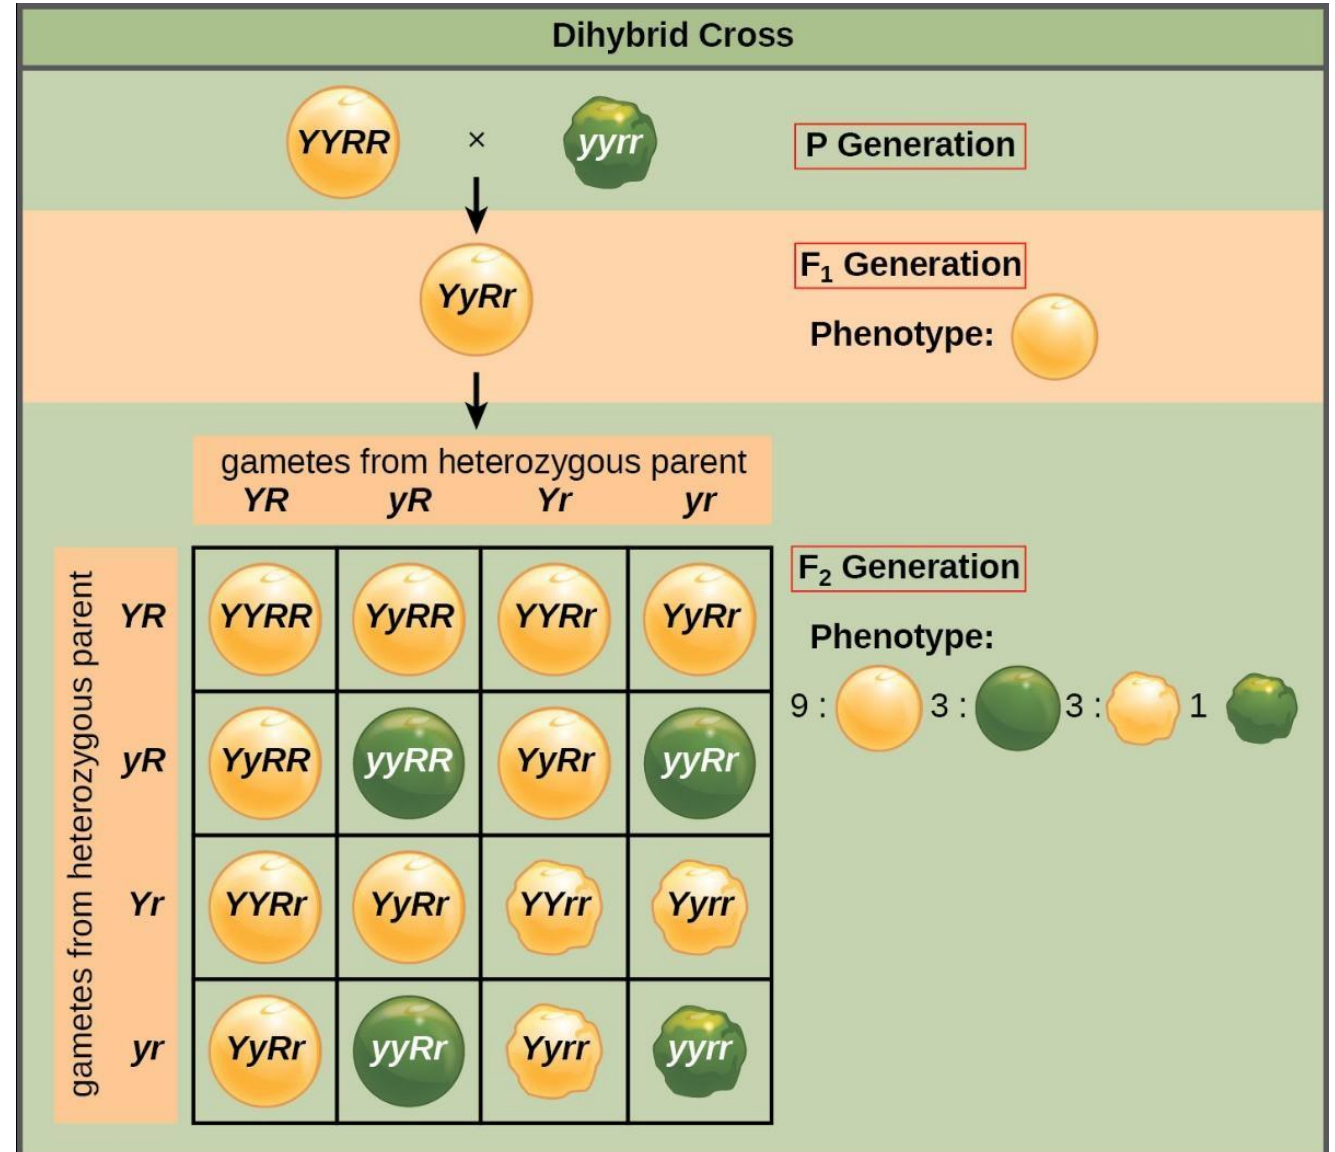 Dihybrid Cross
YYRR × yyrr
P Generation
YyRr
F₁ Generation
Phenotype:
gametes from heterozygous parent
YR yR Yr yr
gametes from heterozygous parent
YR YYRR YyRR YYRr YyRr
yR YyRR yyRR YyRr yyRr
Yr YYRr YyRr YYrr Yyrr
yr YyRr yyRr Yyrr yyrr
F₂ Generation
Phenotype:
9 : 3 : 3 : 1